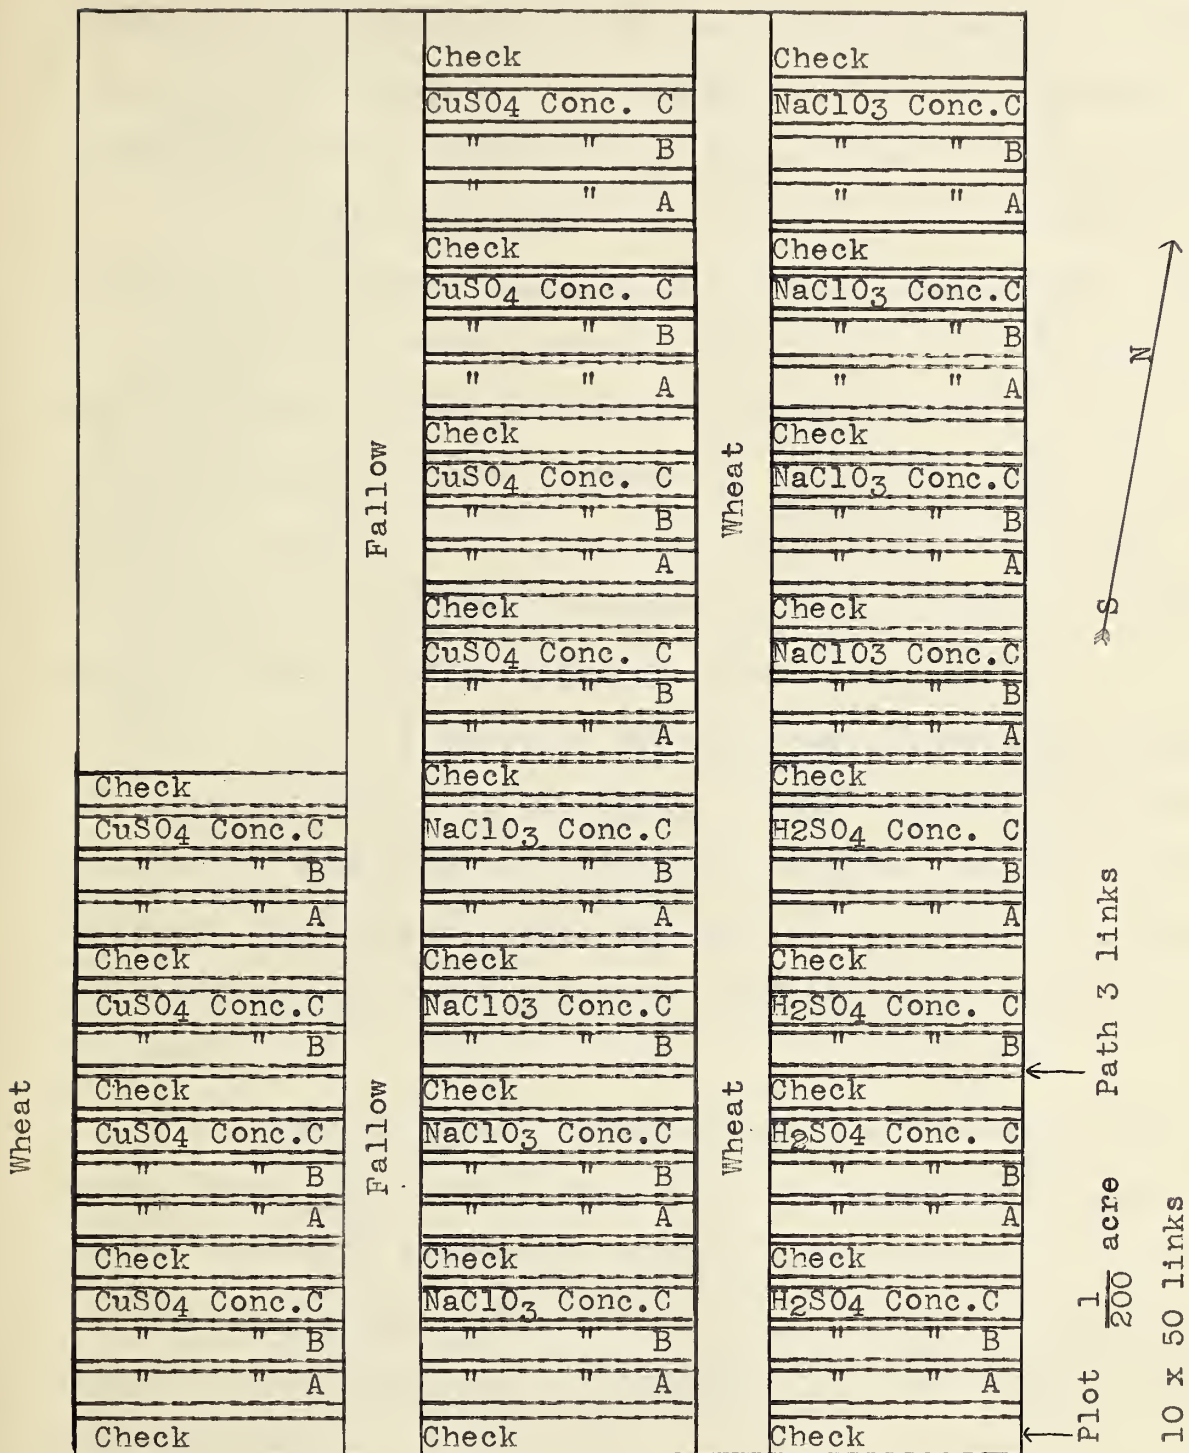 Wheat
Check
CuSO4 Conc.C
" " B
" " A
Check
CuSO4 Conc.C
" " B
Check
CuSO4 Conc.C
" " B
" " A
Check
CuSO4 Conc.C
" " B
" " A
Check
Fallow
Fallow
Check
CuSO4 Conc. C
" " B
" " A
Check
CuSO4 Conc. C
" " B
" " A
Check
CuSO4 Conc. C
" " B
" " A
Check
CuSO4 Conc. C
" " B
" " A
Check
NaClO3 Conc.C
" " B
" " A
Check
NaClO3 Conc.C
" " B
Check
NaClO3 Conc.C
" " B
" " A
Check
NaClO3 Conc.C
" " B
" " A
Check
Wheat
Wheat
Check
NaClO3 Conc.C
" " B
" " A
Check
NaClO3 Conc.C
" " B
" " A
Check
NaClO3 Conc.C
" " B
" " A
Check
NaClO3 Conc.C
" " B
" " A
Check
H2SO4 Conc. C
" " B
" " A
Check
H2SO4 Conc. C
" " B
Check
H2SO4 Conc. C
" " B
" " A
Check
H2SO4 Conc.C
" " B
" " A
Check
N
S
Path 3 links
Plot 1/200 acre
10 x 50 links